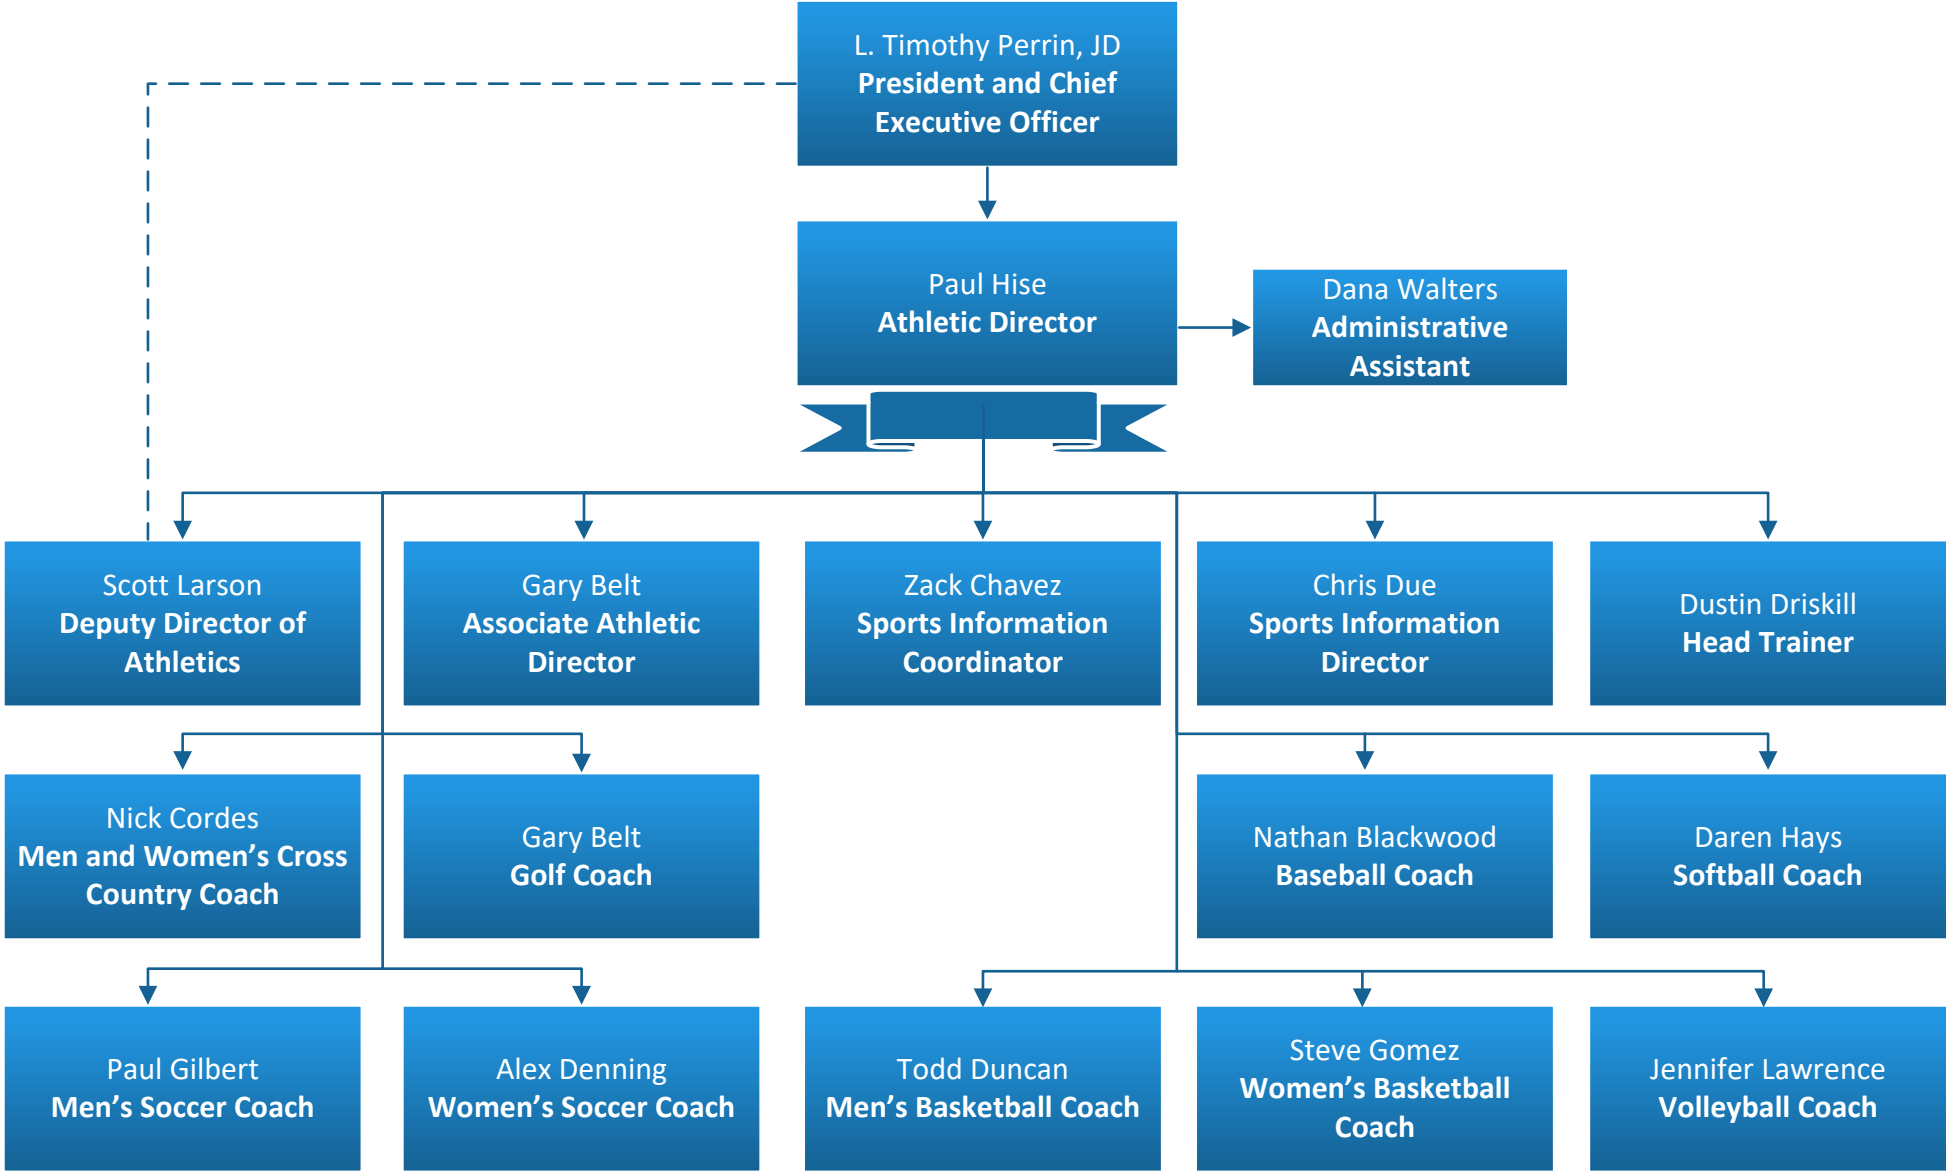 L. Timothy Perrin, JD
President and Chief
Executive Officer
Paul Hise
Athletic Director
Dana Walters
Administrative
Assistant
Scott Larson
Deputy Director of
Athletics
Gary Belt
Associate Athletic
Director
Zack Chavez
Sports Information
Coordinator
Chris Due
Sports Information
Director
Dustin Driskill
Head Trainer
Nick Cordes
Men and Women’s Cross
Country Coach
Gary Belt
Golf Coach
Nathan Blackwood
Baseball Coach
Daren Hays
Softball Coach
Paul Gilbert
Men’s Soccer Coach
Alex Denning
Women’s Soccer Coach
Todd Duncan
Men’s Basketball Coach
Steve Gomez
Women’s Basketball
Coach
Jennifer Lawrence
Volleyball Coach